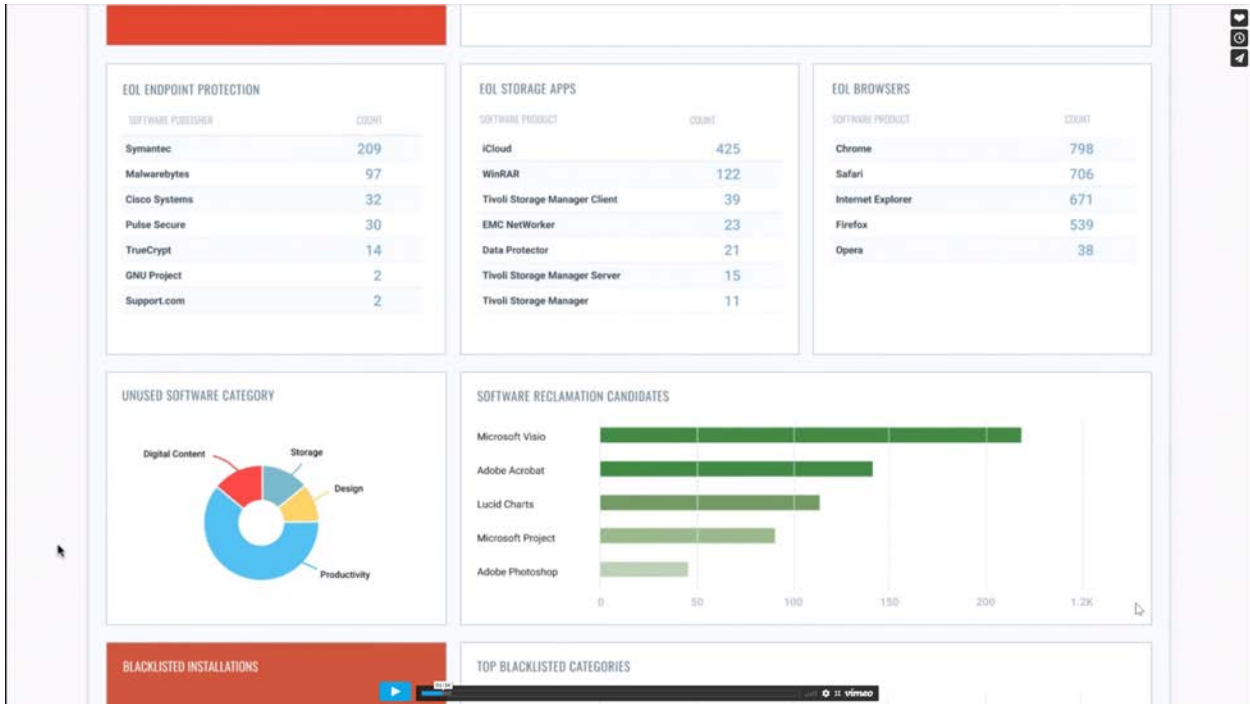 EOL ENDPOINT PROTECTION
SOFTWARE PUBLISHER COUNT
Symantec 209
Malwarebytes 97
Cisco Systems 32
Pulse Secure 30
TrueCrypt 14
GNU Project 2
Support.com 2
EOL STORAGE APPS
SOFTWARE PRODUCT COUNT
iCloud 425
WinRAR 122
Tivoli Storage Manager Client 39
EMC NetWorker 23
Data Protector 21
Tivoli Storage Manager Server 15
Tivoli Storage Manager 11
EOL BROWSERS
SOFTWARE PRODUCT COUNT
Chrome 798
Safari 706
Internet Explorer 671
Firefox 539
Opera 38
UNUSED SOFTWARE CATEGORY
Digital Content
Storage
Design
Productivity
SOFTWARE RECLAMATION CANDIDATES
Microsoft Visio
Adobe Acrobat
Lucid Charts
Microsoft Project
Adobe Photoshop
0 50 100 150 200 1.2K
BLACKLISTED INSTALLATIONS
TOP BLACKLISTED CATEGORIES
vimeo